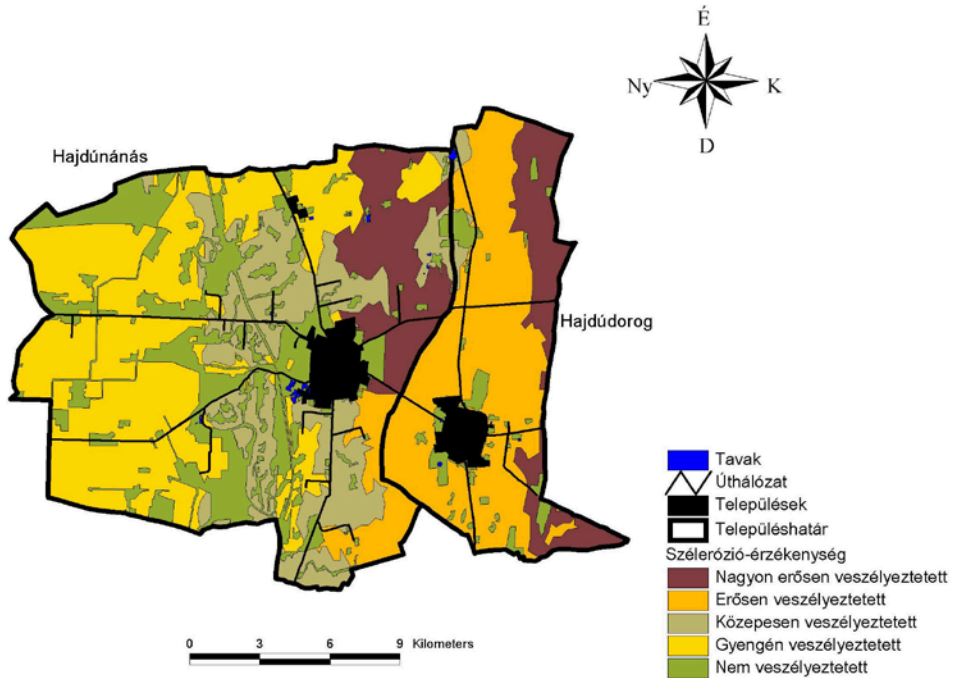 É
Ny
K
D
Hajdúnánás
Hajdúdorog
Tavak
Úthálózat
Települések
Településhatár
Szélerózió-érzékenység
Nagyon erősen veszélyeztetett
Erősen veszélyeztetett
Közepesen veszélyeztetett
Gyengén veszélyeztetett
Nem veszélyeztetett
0 3 6 9 Kilometers